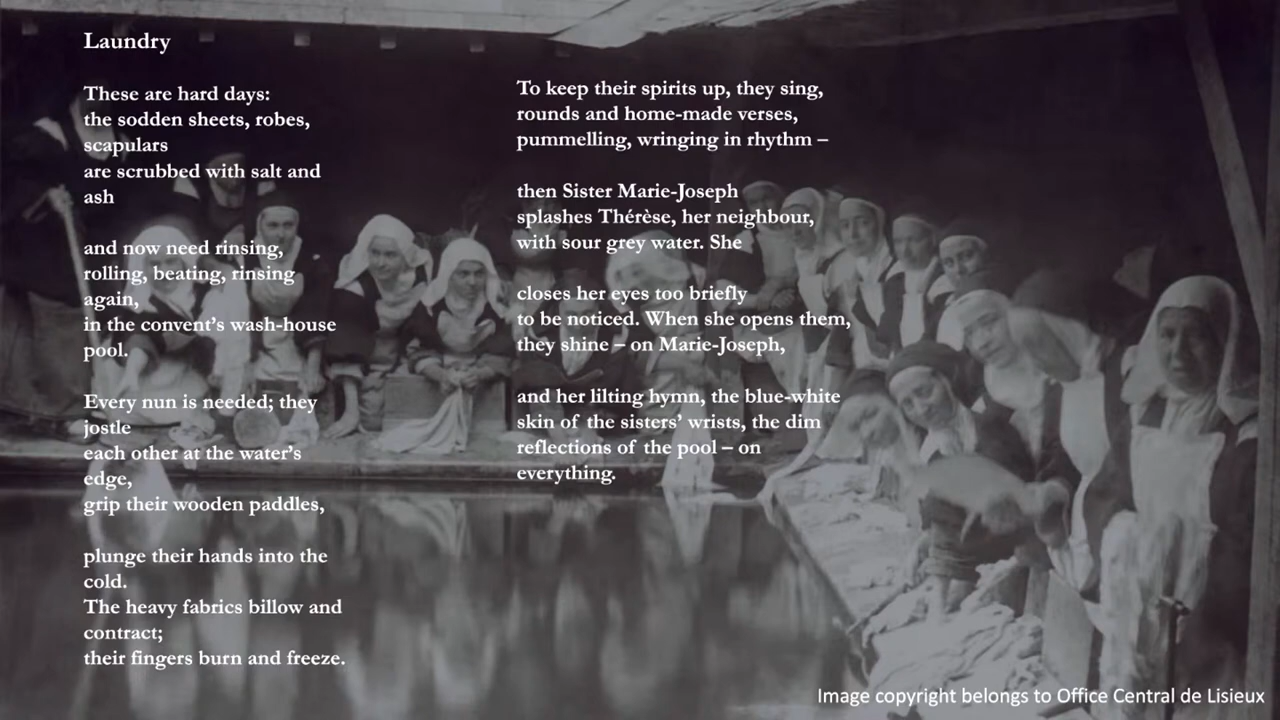 Laundry
These are hard days:
the sodden sheets, robes,
scapulars
are scrubbed with salt and
ash
and now need rinsing,
rolling, beating, rinsing
again,
in the convent’s wash-house
pool.
Every nun is needed; they
jostle
each other at the water’s
edge,
grip their wooden paddles,
plunge their hands into the
cold.
The heavy fabrics billow and
contract;
their fingers burn and freeze.
To keep their spirits up, they sing,
rounds and home-made verses,
pummelling, wringing in rhythm –
then Sister Marie-Joseph
splashes Thérèse, her neighbour,
with sour grey water. She
closes her eyes too briefly
to be noticed. When she opens them,
they shine – on Marie-Joseph,
and her lilting hymn, the blue-white
skin of the sisters’ wrists, the dim
reflections of the pool – on
everything.
Image copyright belongs to Office Central de Lisieux